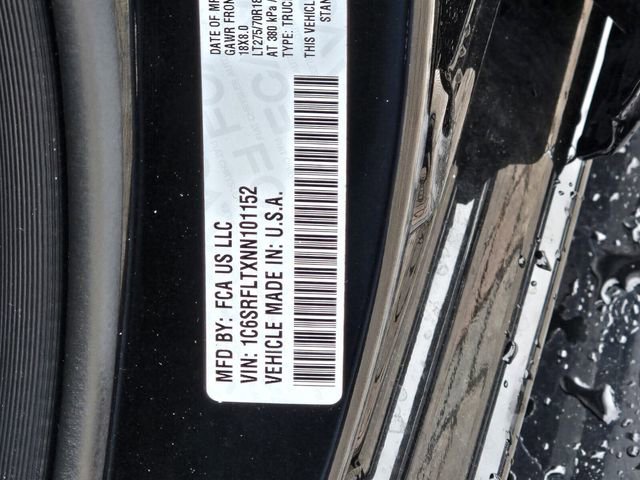 MFD BY: FCA US LLC
VIN: 1C6SRFLTXNN101152
VEHICLE MADE IN: U.S.A.
DATE OF MF
GAWR FRON
18X8.0
LT275/70R18
AT 380 kPa /
TYPE: TRUC
THIS VEHICL
STAN